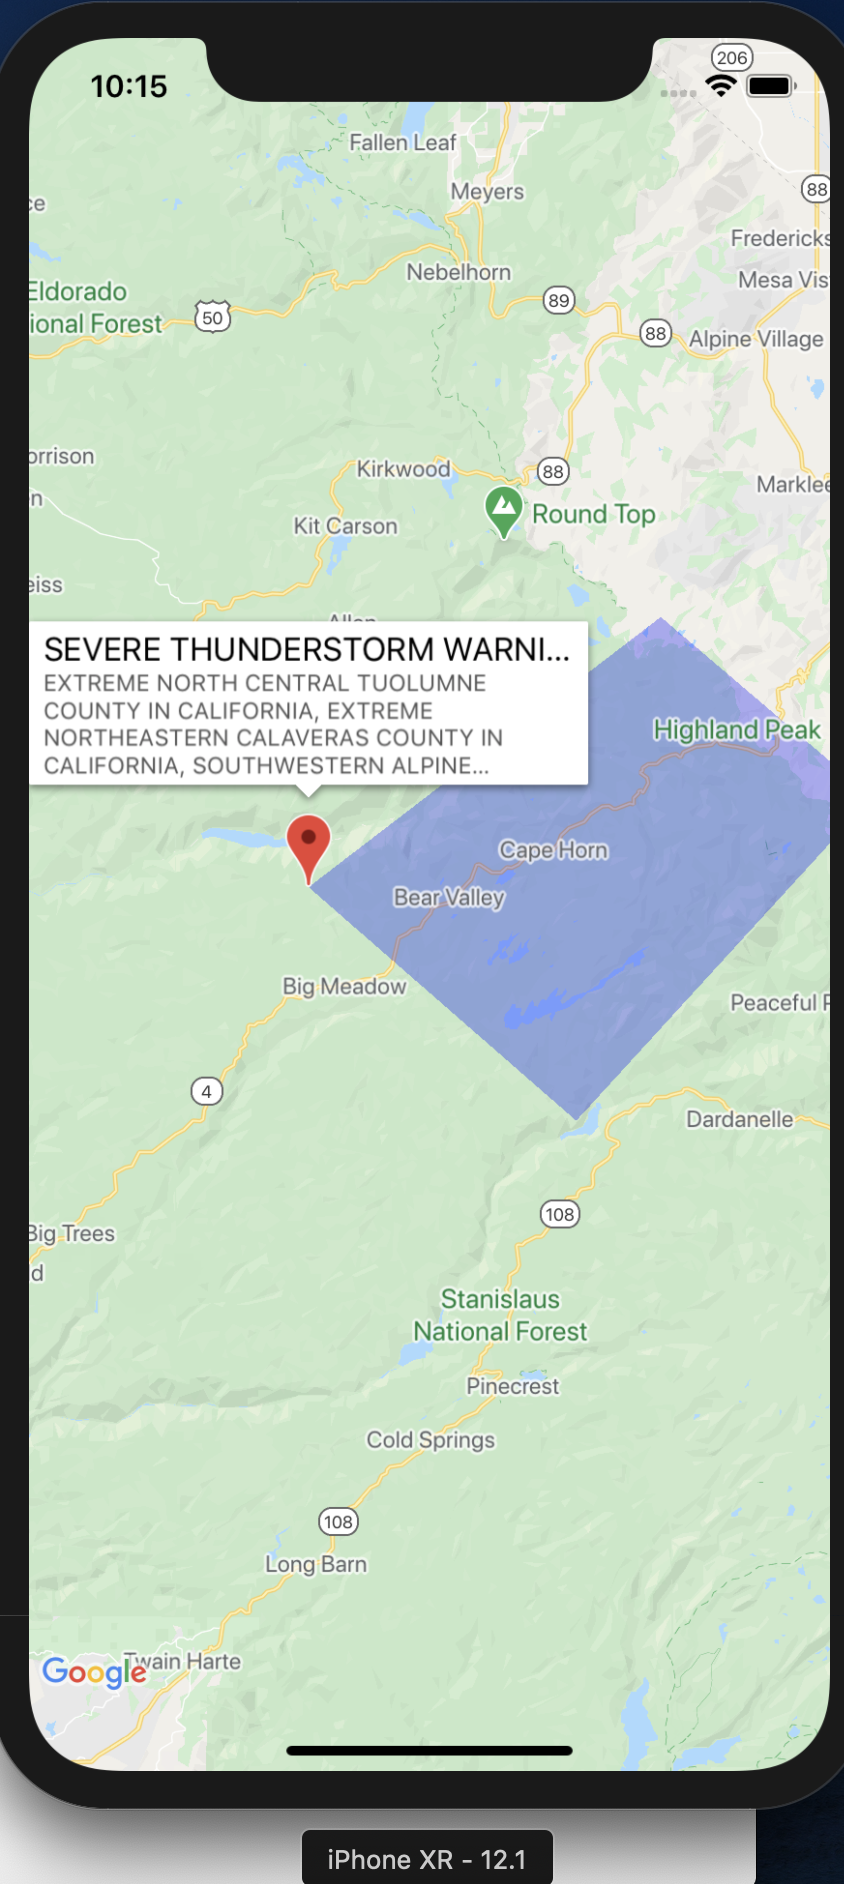 206
10:15
Fallen Leaf
88
Meyers
ce
Fredericks
Nebelhorn
Mesa Vis
Eldorado
ional Forest
89
50
88
Alpine Village
orrison
Kirkwood
88
n
Marklee
Round Top
Kit Carson
eiss
Allen
SEVERE THUNDERSTORM WARNI...
EXTREME NORTH CENTRAL TUOLUMNE
COUNTY IN CALIFORNIA, EXTREME
NORTHEASTERN CALAVERAS COUNTY IN
CALIFORNIA, SOUTHWESTERN ALPINE...
Highland Peak
Cape Horn
Bear Valley
Big Meadow
Peaceful P
4
Dardanelle
108
Big Trees
d
Stanislaus
National Forest
Pinecrest
Cold Springs
108
Long Barn
Twain Harte
Google
iPhone XR - 12.1